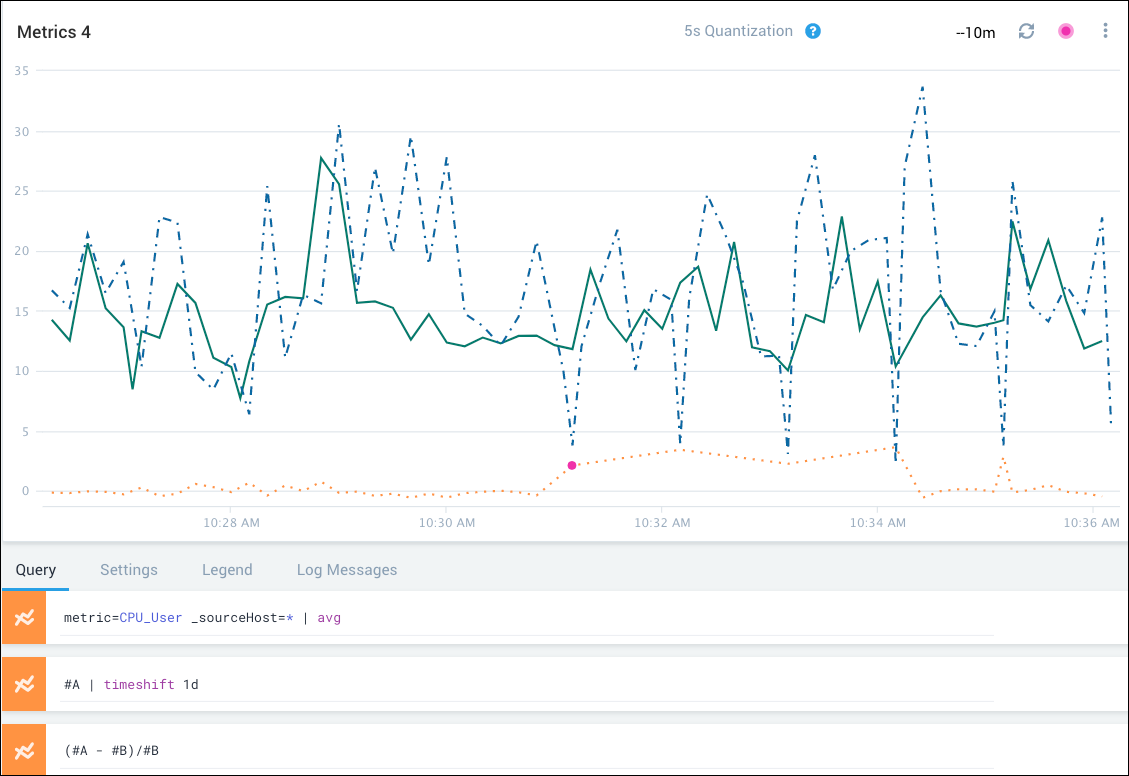 Metrics 4
5s Quantization ?
--10m
35
30
25
20
15
10
5
0
10:28 AM 10:30 AM 10:32 AM 10:34 AM 10:36 AM
Query Settings Legend Log Messages
metric=CPU_User _sourceHost=* | avg
#A | timeshift 1d
(#A - #B)/#B